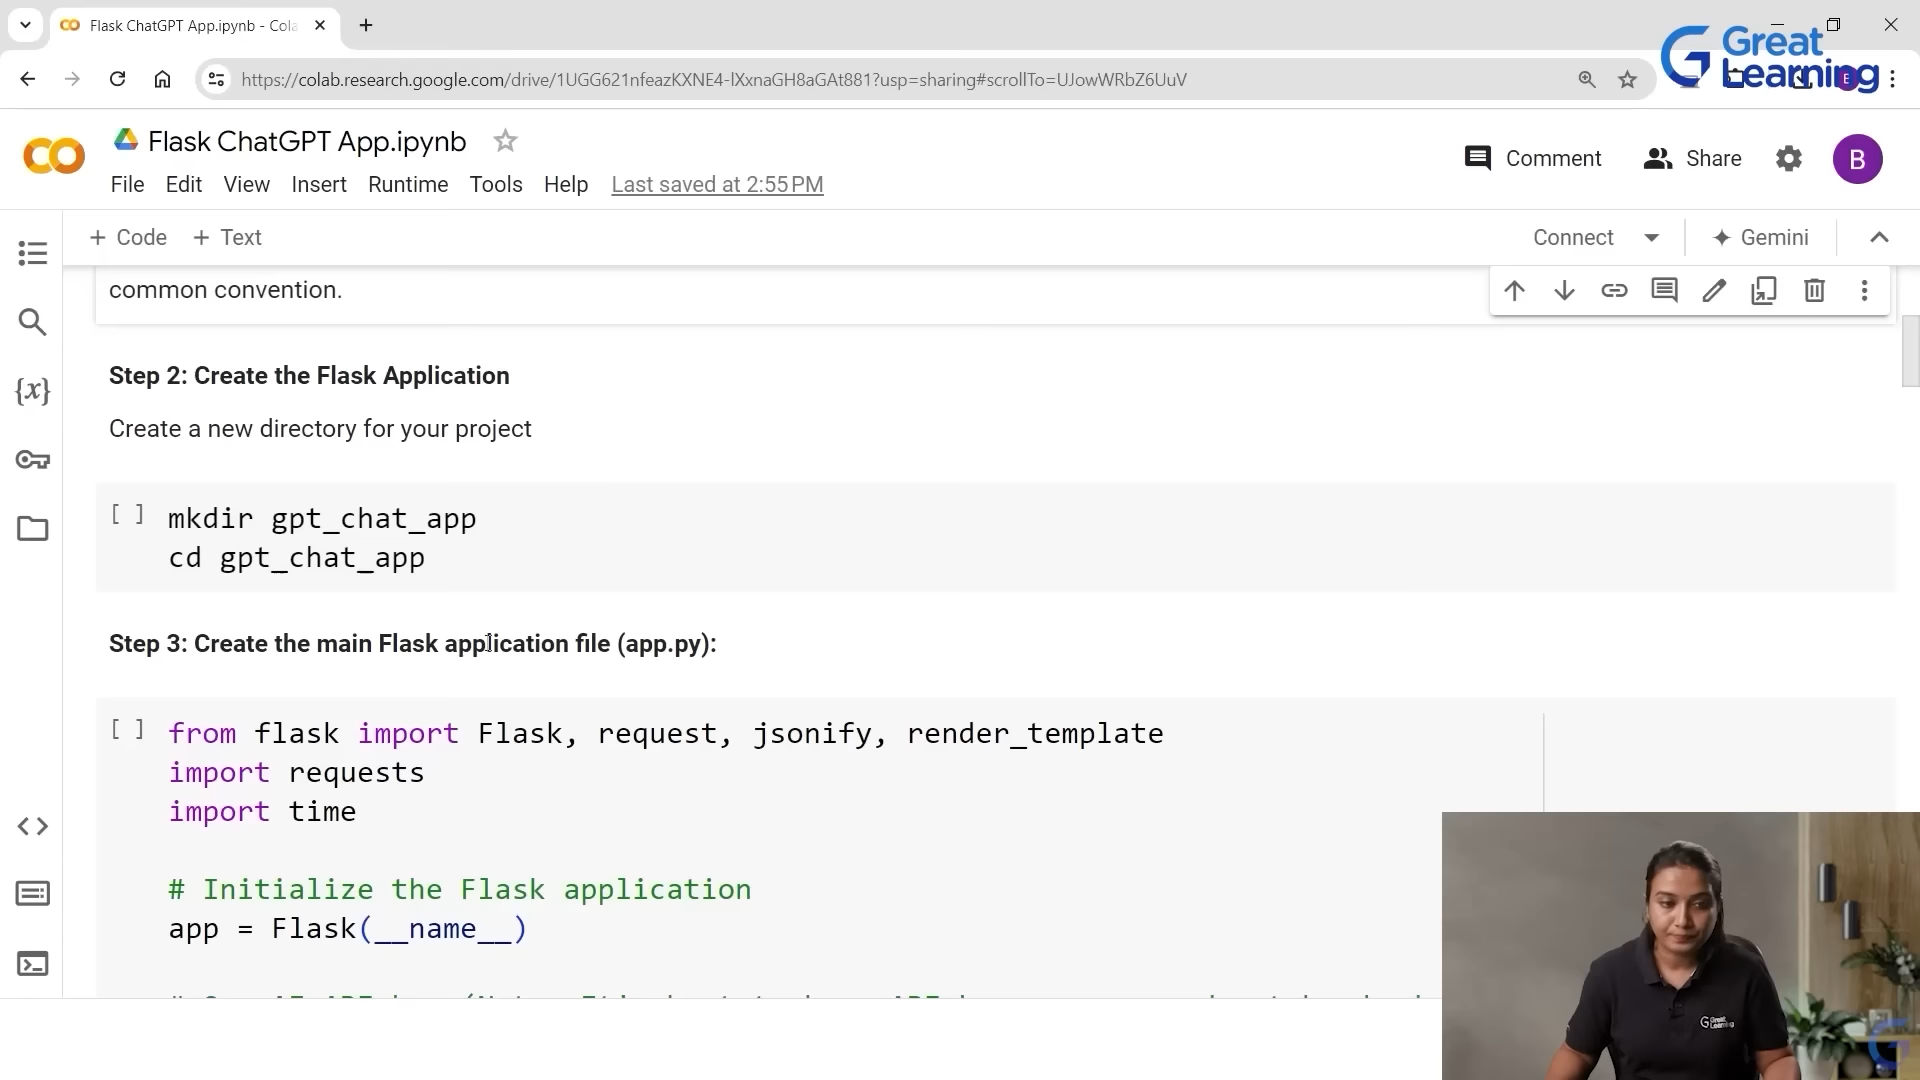 Flask ChatGPT App.ipynb - Cola
Great Learning
https://colab.research.google.com/drive/1UGG621nfeazKXNE4-lXxnaGH8aGAt881?usp=sharing#scrollTo=UJowWRbZ6UuV
Flask ChatGPT App.ipynb
Comment Share B
File Edit View Insert Runtime Tools Help Last saved at 2:55 PM
+ Code + Text Connect Gemini
common convention.
Step 2: Create the Flask Application
Create a new directory for your project
[ ] mkdir gpt_chat_app
cd gpt_chat_app
Step 3: Create the main Flask application file (app.py):
[ ] from flask import Flask, request, jsonify, render_template
import requests
import time
# Initialize the Flask application
app = Flask(__name__)
Great Learning